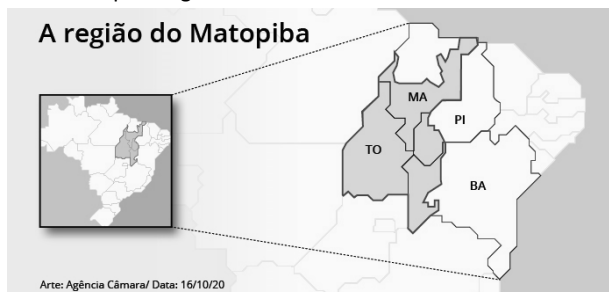 A região do Matopiba
MA
PI
TO
BA
Arte: Agência Câmara/ Data: 16/10/20